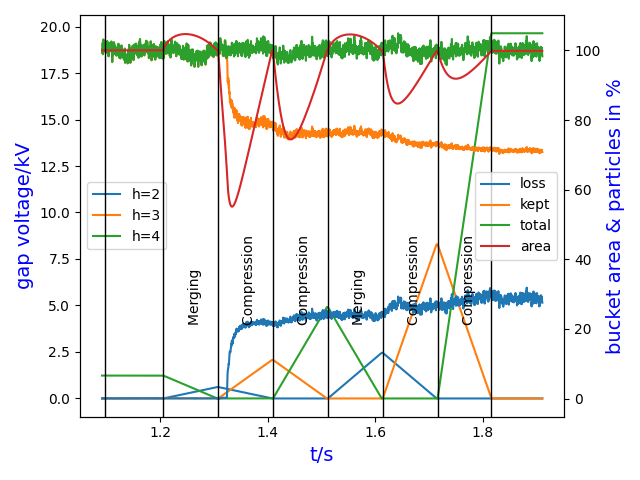 20.0
17.5
15.0
12.5
10.0
7.5
5.0
2.5
0.0
gap voltage/kV
h=2
h=3
h=4
Merging
Compression
Compression
Merging
Compression
Compression
loss
kept
total
area
100
80
60
40
20
0
bucket area & particles in %
1.2
1.4
1.6
1.8
t/s